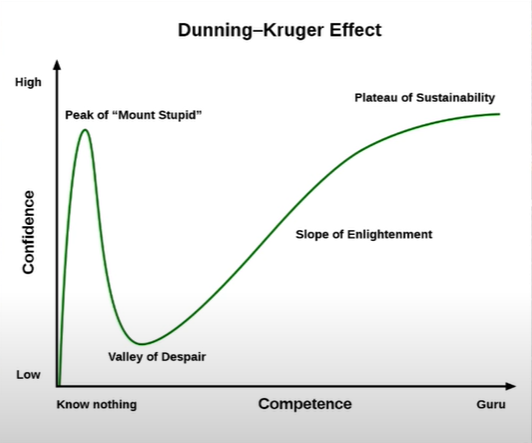 Dunning–Kruger Effect
High
Plateau of Sustainability
Peak of “Mount Stupid”
Confidence
Slope of Enlightenment
Valley of Despair
Low
Know nothing
Competence
Guru